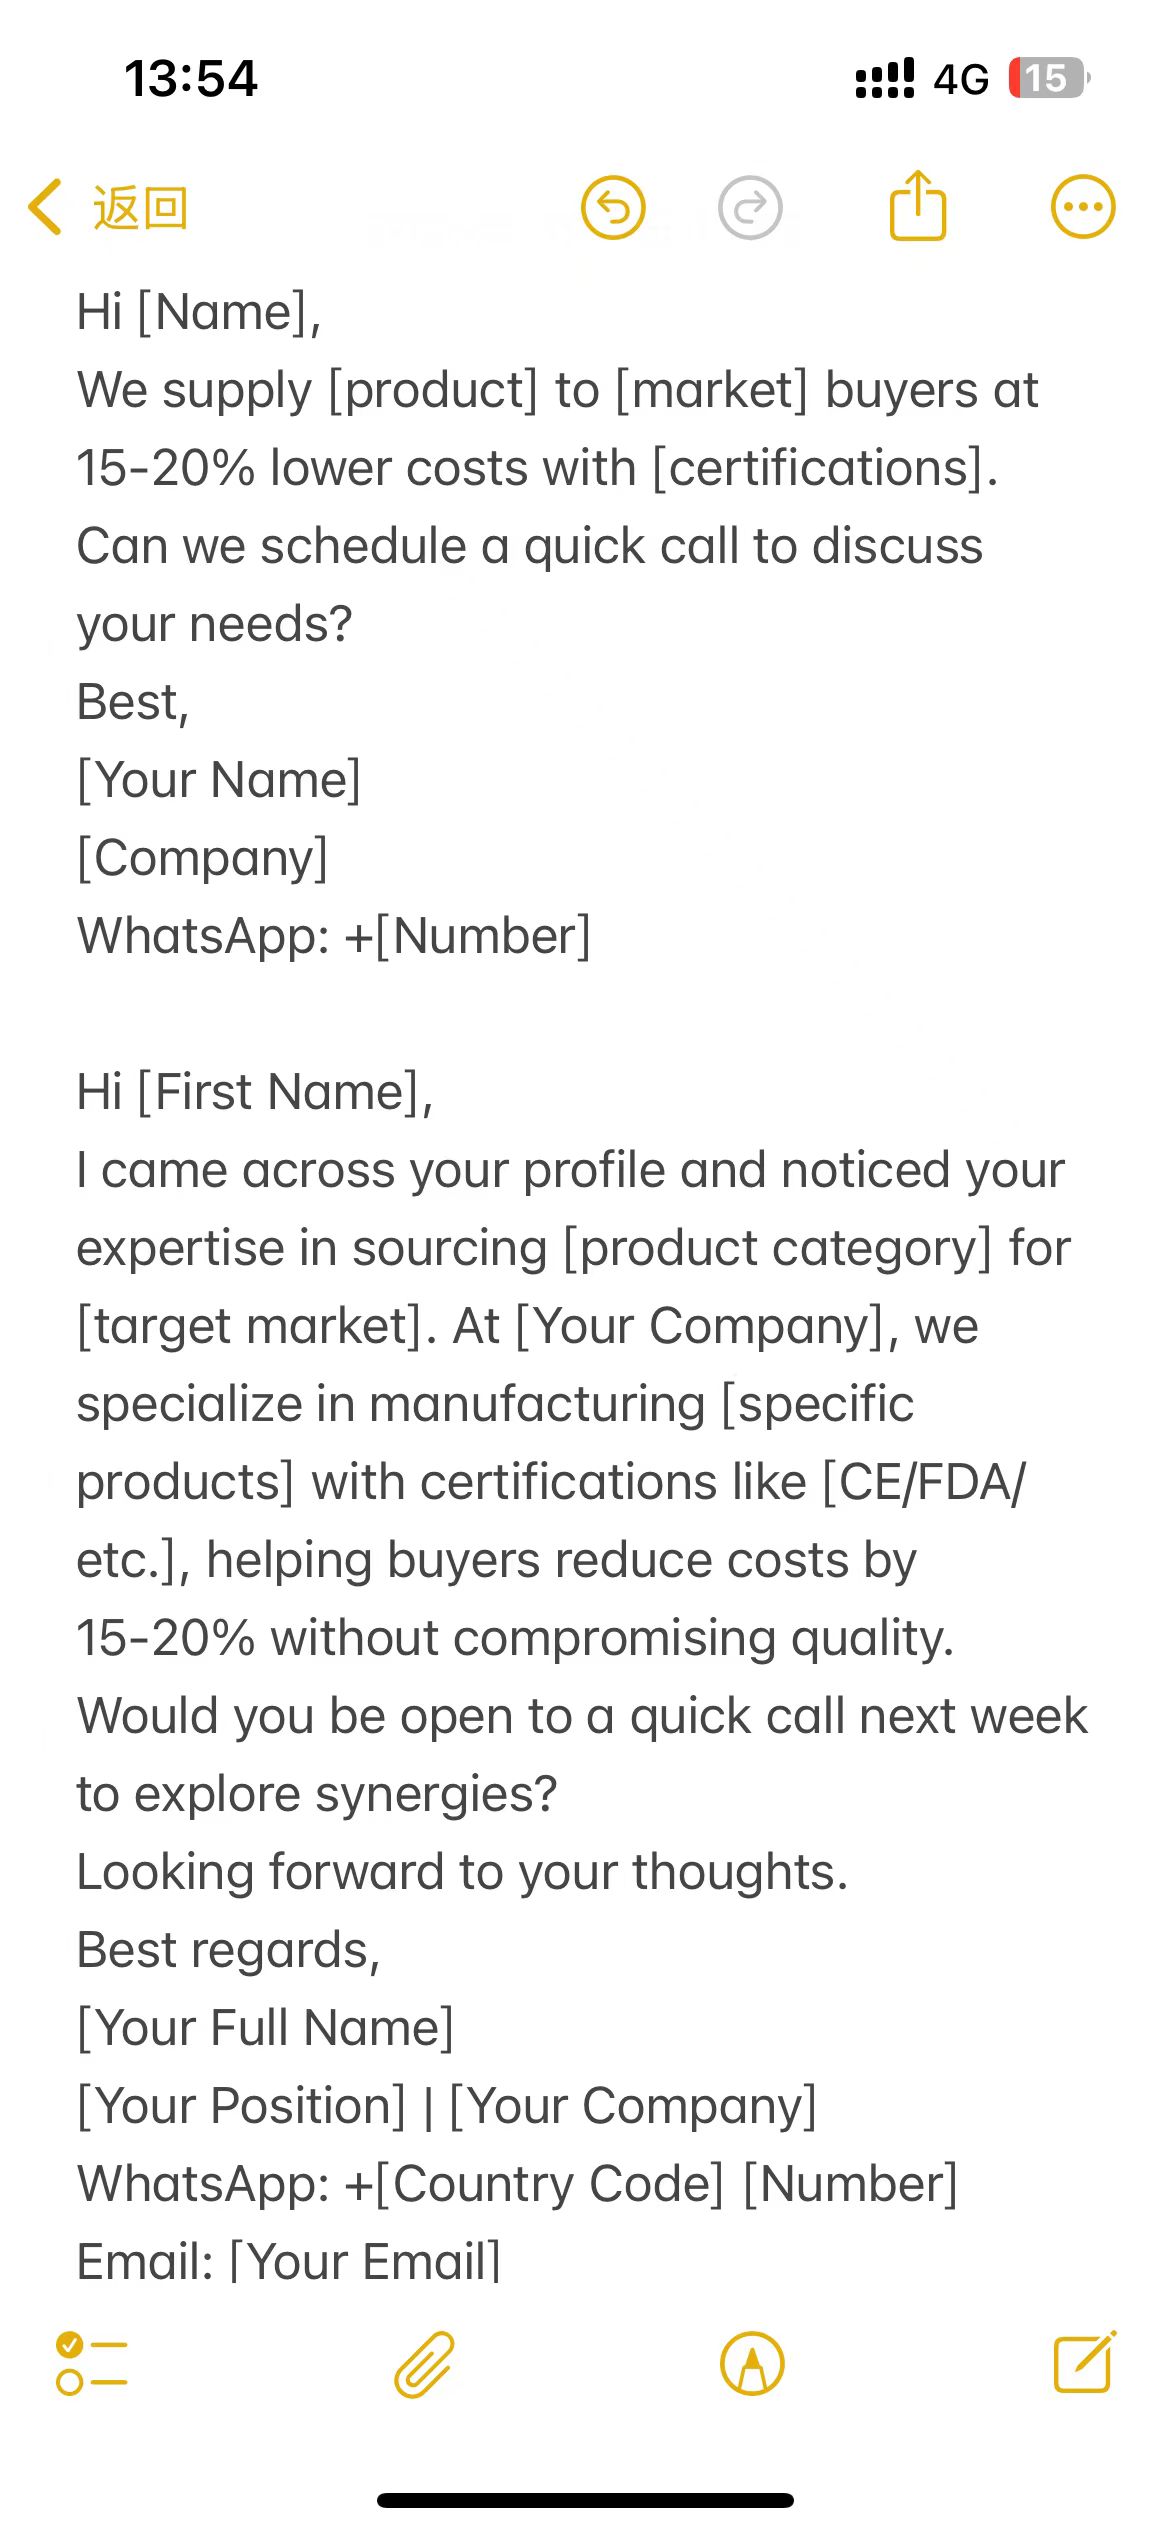 13:54
4G
15
返回
Hi [Name],
We supply [product] to [market] buyers at
15-20% lower costs with [certifications].
Can we schedule a quick call to discuss
your needs?
Best,
[Your Name]
[Company]
WhatsApp: +[Number]
Hi [First Name],
I came across your profile and noticed your
expertise in sourcing [product category] for
[target market]. At [Your Company], we
specialize in manufacturing [specific
products] with certifications like [CE/FDA/
etc.], helping buyers reduce costs by
15-20% without compromising quality.
Would you be open to a quick call next week
to explore synergies?
Looking forward to your thoughts.
Best regards,
[Your Full Name]
[Your Position] | [Your Company]
WhatsApp: +[Country Code] [Number]
Email: [Your Email]